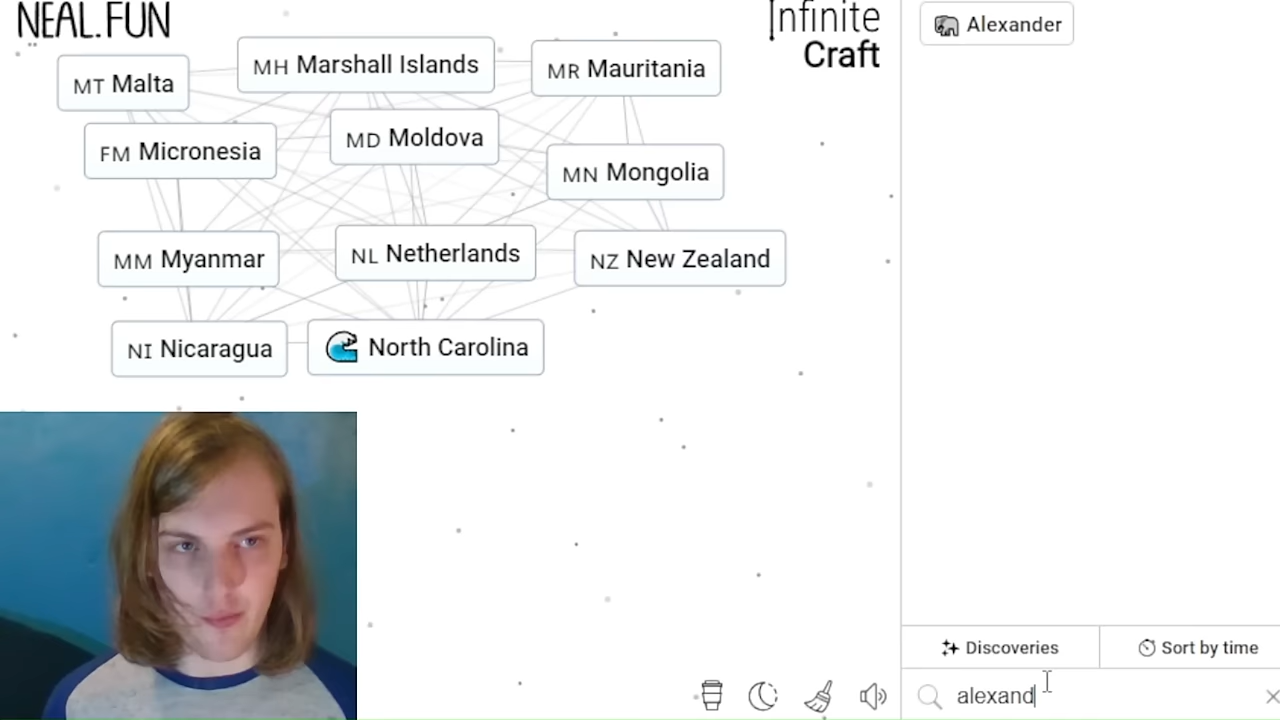 NEAL.FUN
Infinite
Craft
Alexander
MT Malta
MH Marshall Islands
MR Mauritania
FM Micronesia
MD Moldova
MN Mongolia
MM Myanmar
NL Netherlands
NZ New Zealand
NI Nicaragua
North Carolina
Discoveries
Sort by time
alexand